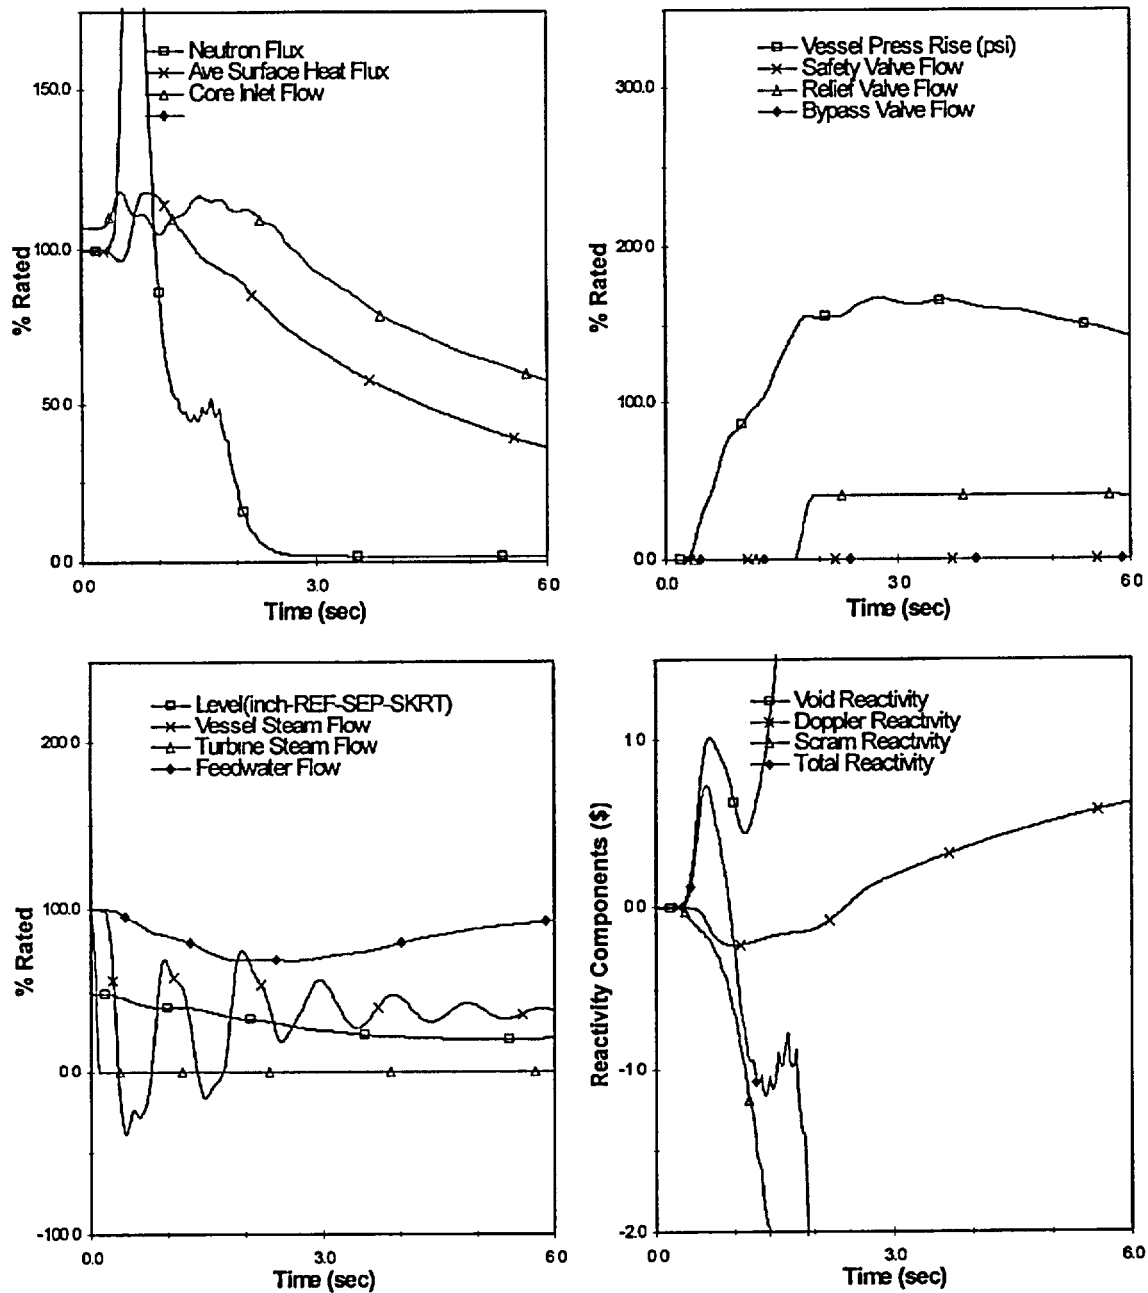 Neutron Flux
Ave Surface Heat Flux
Core Inlet Flow
150.0
100.0
50.0
0.0
% Rated
0.0
3.0
6.0
Time (sec)
Vessel Press Rise (psi)
Safety Valve Flow
Relief Valve Flow
Bypass Valve Flow
300.0
200.0
100.0
0.0
% Rated
0.0
3.0
6.0
Time (sec)
Level(inch-REF-SEP-SKRT)
Vessel Steam Flow
Turbine Steam Flow
Feedwater Flow
200.0
100.0
0.0
-100.0
% Rated
0.0
3.0
6.0
Time (sec)
Void Reactivity
Doppler Reactivity
Scram Reactivity
Total Reactivity
1.0
0.0
-1.0
-2.0
Reactivity Components ($)
0.0
3.0
6.0
Time (sec)